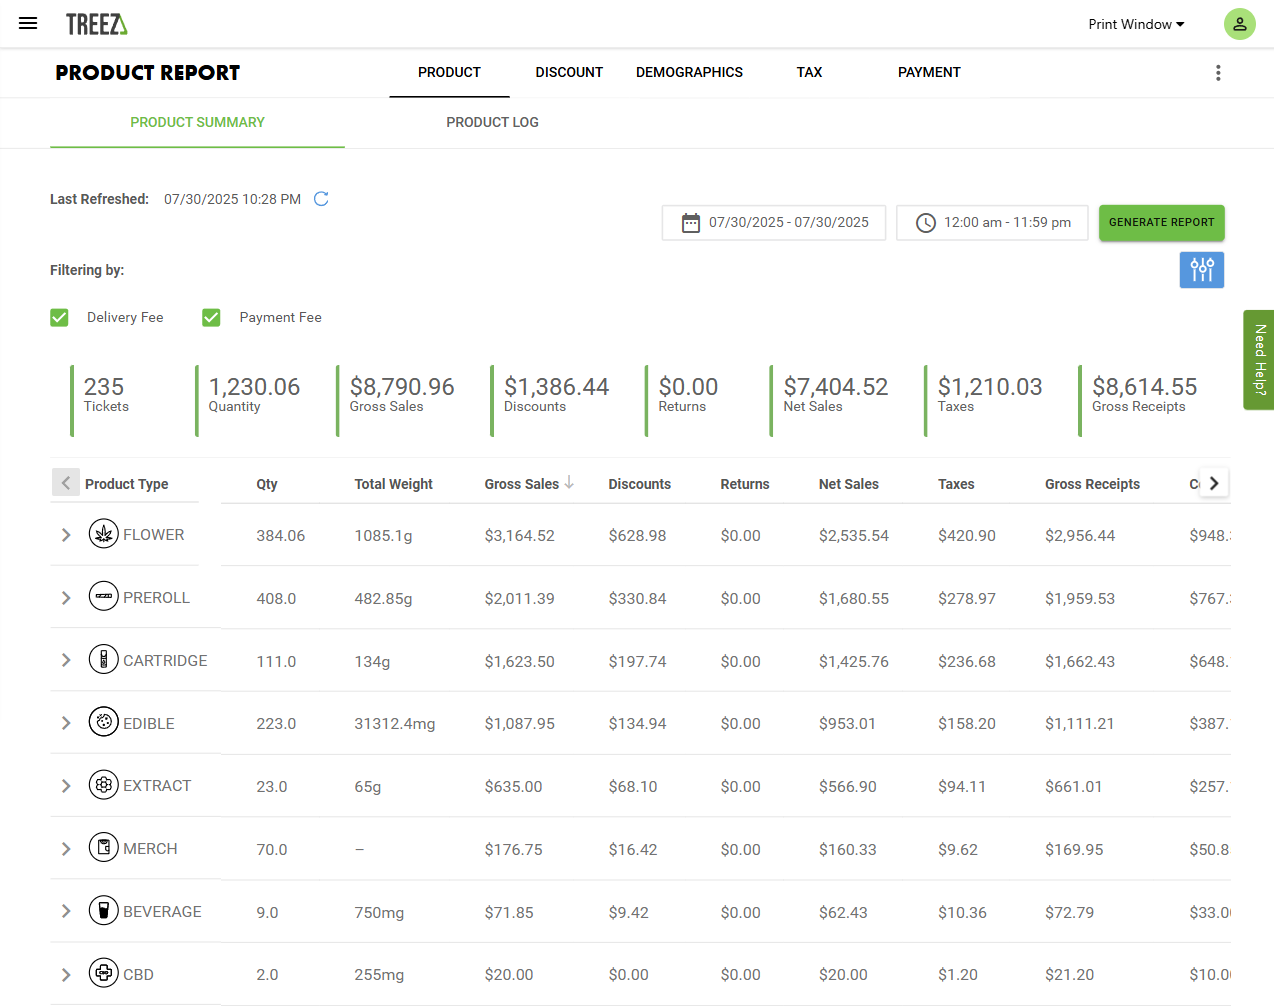 TREEZ
Print Window
PRODUCT REPORT
PRODUCT
DISCOUNT
DEMOGRAPHICS
TAX
PAYMENT
PRODUCT SUMMARY
PRODUCT LOG
Last Refreshed: 07/30/2025 10:28 PM
07/30/2025 - 07/30/2025
12:00 am - 11:59 pm
GENERATE REPORT
Filtering by:
Delivery Fee
Payment Fee
Need Help?
235
Tickets
1,230.06
Quantity
$8,790.96
Gross Sales
$1,386.44
Discounts
$0.00
Returns
$7,404.52
Net Sales
$1,210.03
Taxes
$8,614.55
Gross Receipts
Product Type Qty Total Weight Gross Sales Discounts Returns Net Sales Taxes Gross Receipts
FLOWER 384.06 1085.1g $3,164.52 $628.98 $0.00 $2,535.54 $420.90 $2,956.44 $948.
PREROLL 408.0 482.85g $2,011.39 $330.84 $0.00 $1,680.55 $278.97 $1,959.53 $767.
CARTRIDGE 111.0 134g $1,623.50 $197.74 $0.00 $1,425.76 $236.68 $1,662.43 $648.
EDIBLE 223.0 31312.4mg $1,087.95 $134.94 $0.00 $953.01 $158.20 $1,111.21 $387.
EXTRACT 23.0 65g $635.00 $68.10 $0.00 $566.90 $94.11 $661.01 $257.
MERCH 70.0 – $176.75 $16.42 $0.00 $160.33 $9.62 $169.95 $50.8
BEVERAGE 9.0 750mg $71.85 $9.42 $0.00 $62.43 $10.36 $72.79 $33.0
CBD 2.0 255mg $20.00 $0.00 $0.00 $20.00 $1.20 $21.20 $10.0